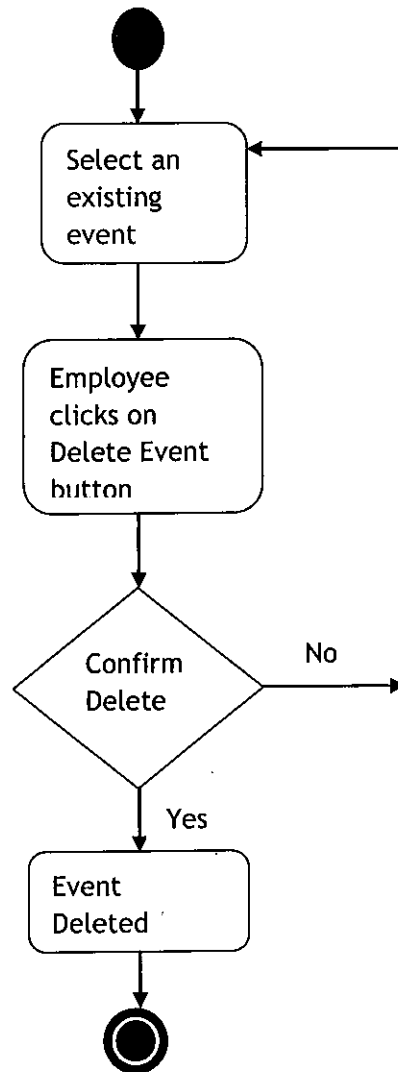 Select an
existing
event
Employee
clicks on
Delete Event
button
Confirm
Delete
No
Yes
Event
Deleted